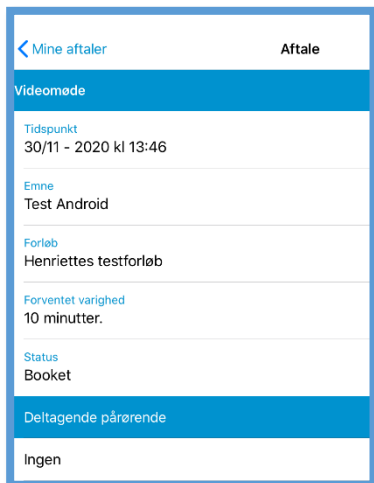 Mine aftaler
Aftale
Videomøde
Tidspunkt
30/11 - 2020 kl 13:46
Emne
Test Android
Forløb
Henriettes testforløb
Forventet varighed
10 minutter.
Status
Booket
Deltagende pårørende
Ingen